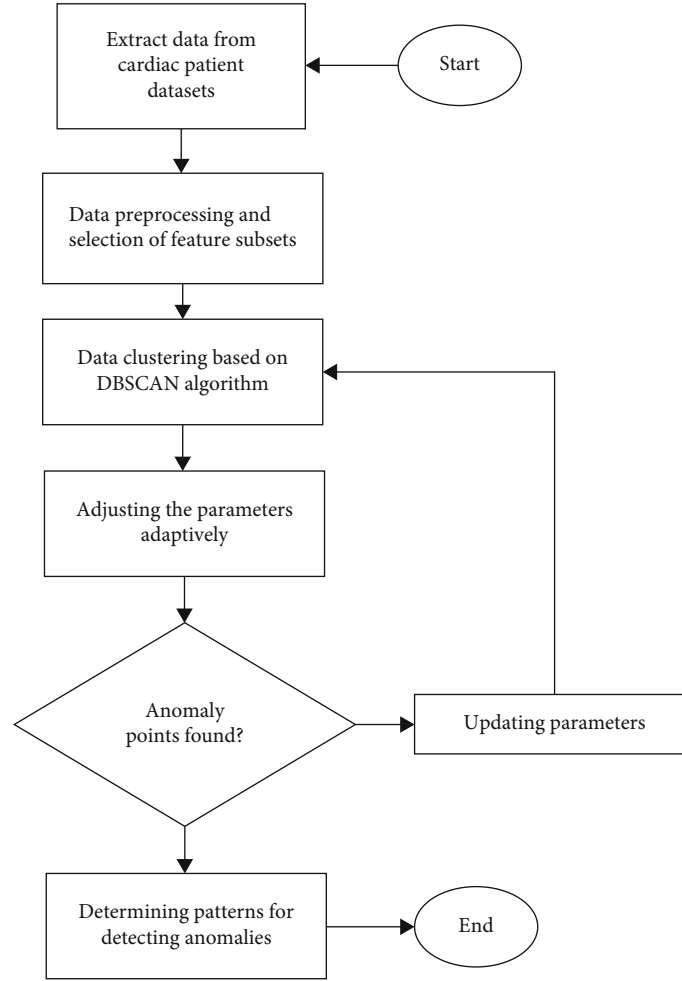 Start
Extract data from
cardiac patient
datasets
Data preprocessing and
selection of feature subsets
Data clustering based on
DBSCAN algorithm
Adjusting the parameters
adaptively
Anomaly
points found?
Updating parameters
Determining patterns for
detecting anomalies
End